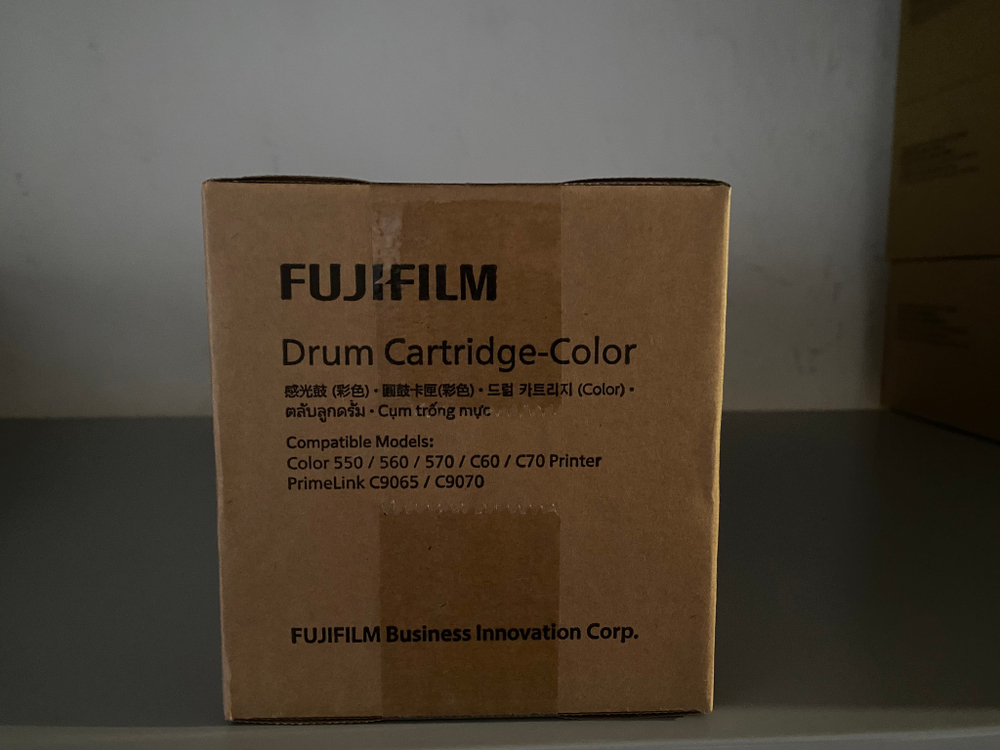 FUJIFILM
Drum Cartridge-Color
感光鼓 (彩色)・圓鼓卡匣(彩色)・드럼 카트리지 (Color)・
ตลับลูกดรั้ม・Cụm trống mực
Compatible Models:
Color 550 / 560 / 570 / C60 / C70 Printer
PrimeLink C9065 / C9070
FUJIFILM Business Innovation Corp.